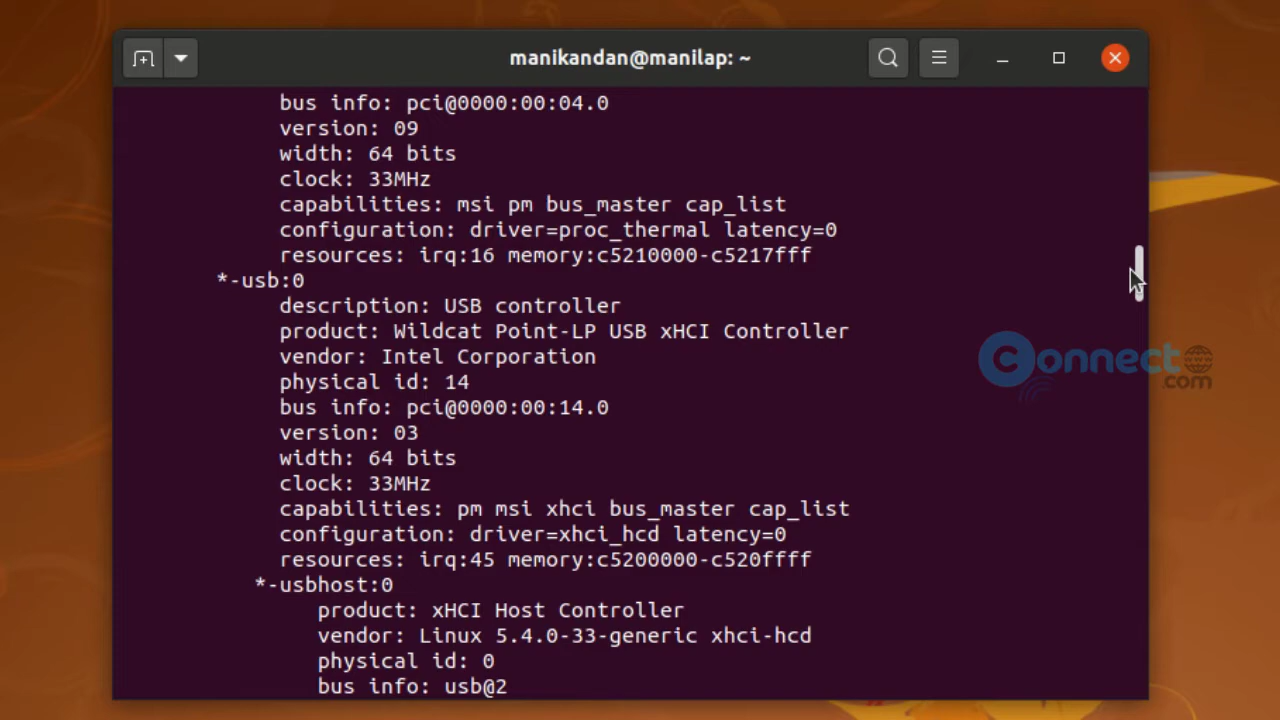 manikandan@manilap: ~
bus info: pci@0000:00:04.0
version: 09
width: 64 bits
clock: 33MHz
capabilities: msi pm bus_master cap_list
configuration: driver=proc_thermal latency=0
resources: irq:16 memory:c5210000-c5217fff
*-usb:0
description: USB controller
product: Wildcat Point-LP USB xHCI Controller
vendor: Intel Corporation
physical id: 14
bus info: pci@0000:00:14.0
version: 03
width: 64 bits
clock: 33MHz
capabilities: pm msi xhci bus_master cap_list
configuration: driver=xhci_hcd latency=0
resources: irq:45 memory:c5200000-c520ffff
*-usbhost:0
product: xHCI Host Controller
vendor: Linux 5.4.0-33-generic xhci-hcd
physical id: 0
bus info: usb@2
connect
.com